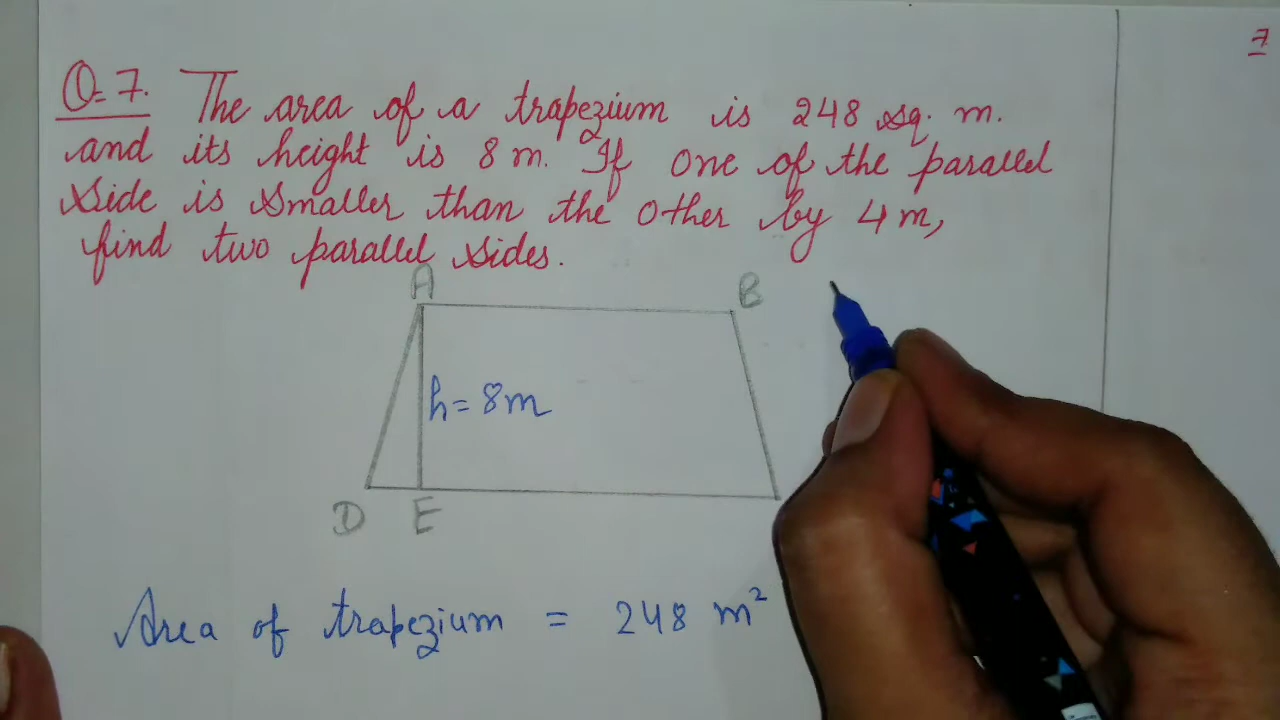 7
Q.7. The area of a trapezium is 248 sq. m.
and its height is 8 m. If one of the parallel
side is smaller than the other by 4 m,
find two parallel sides.
A B
h = 8m
D E
Area of trapezium = 248 m²